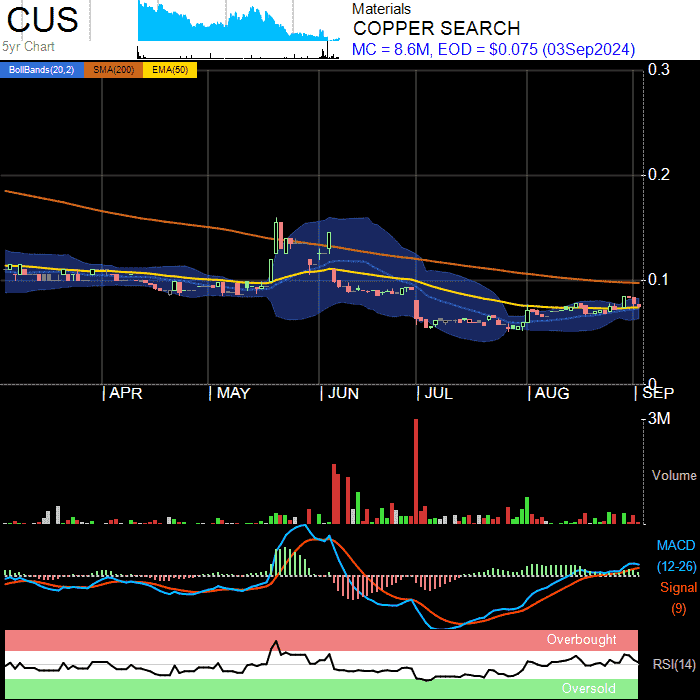 CUS
5yr Chart
Materials
COPPER SEARCH
MC = 8.6M, EOD = $0.075 (03Sep2024)
BollBands(20,2) SMA(200) EMA(50)
0.3
0.2
0.1
0
APR MAY JUN JUL AUG SEP
3M
Volume
MACD
(12-26)
Signal
(9)
Overbought
RSI(14)
Oversold